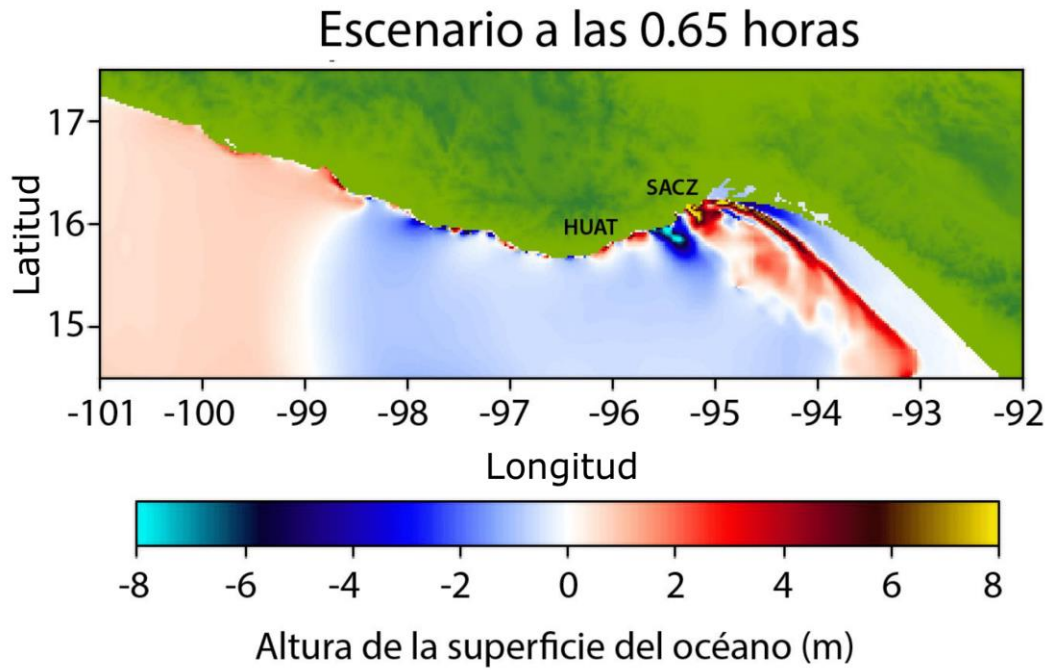 Escenario a las 0.65 horas
17
16
15
Latitud
SACZ
HUAT
-101 -100 -99 -98 -97 -96 -95 -94 -93 -92
Longitud
-8 -6 -4 -2 0 2 4 6 8
Altura de la superficie del océano (m)